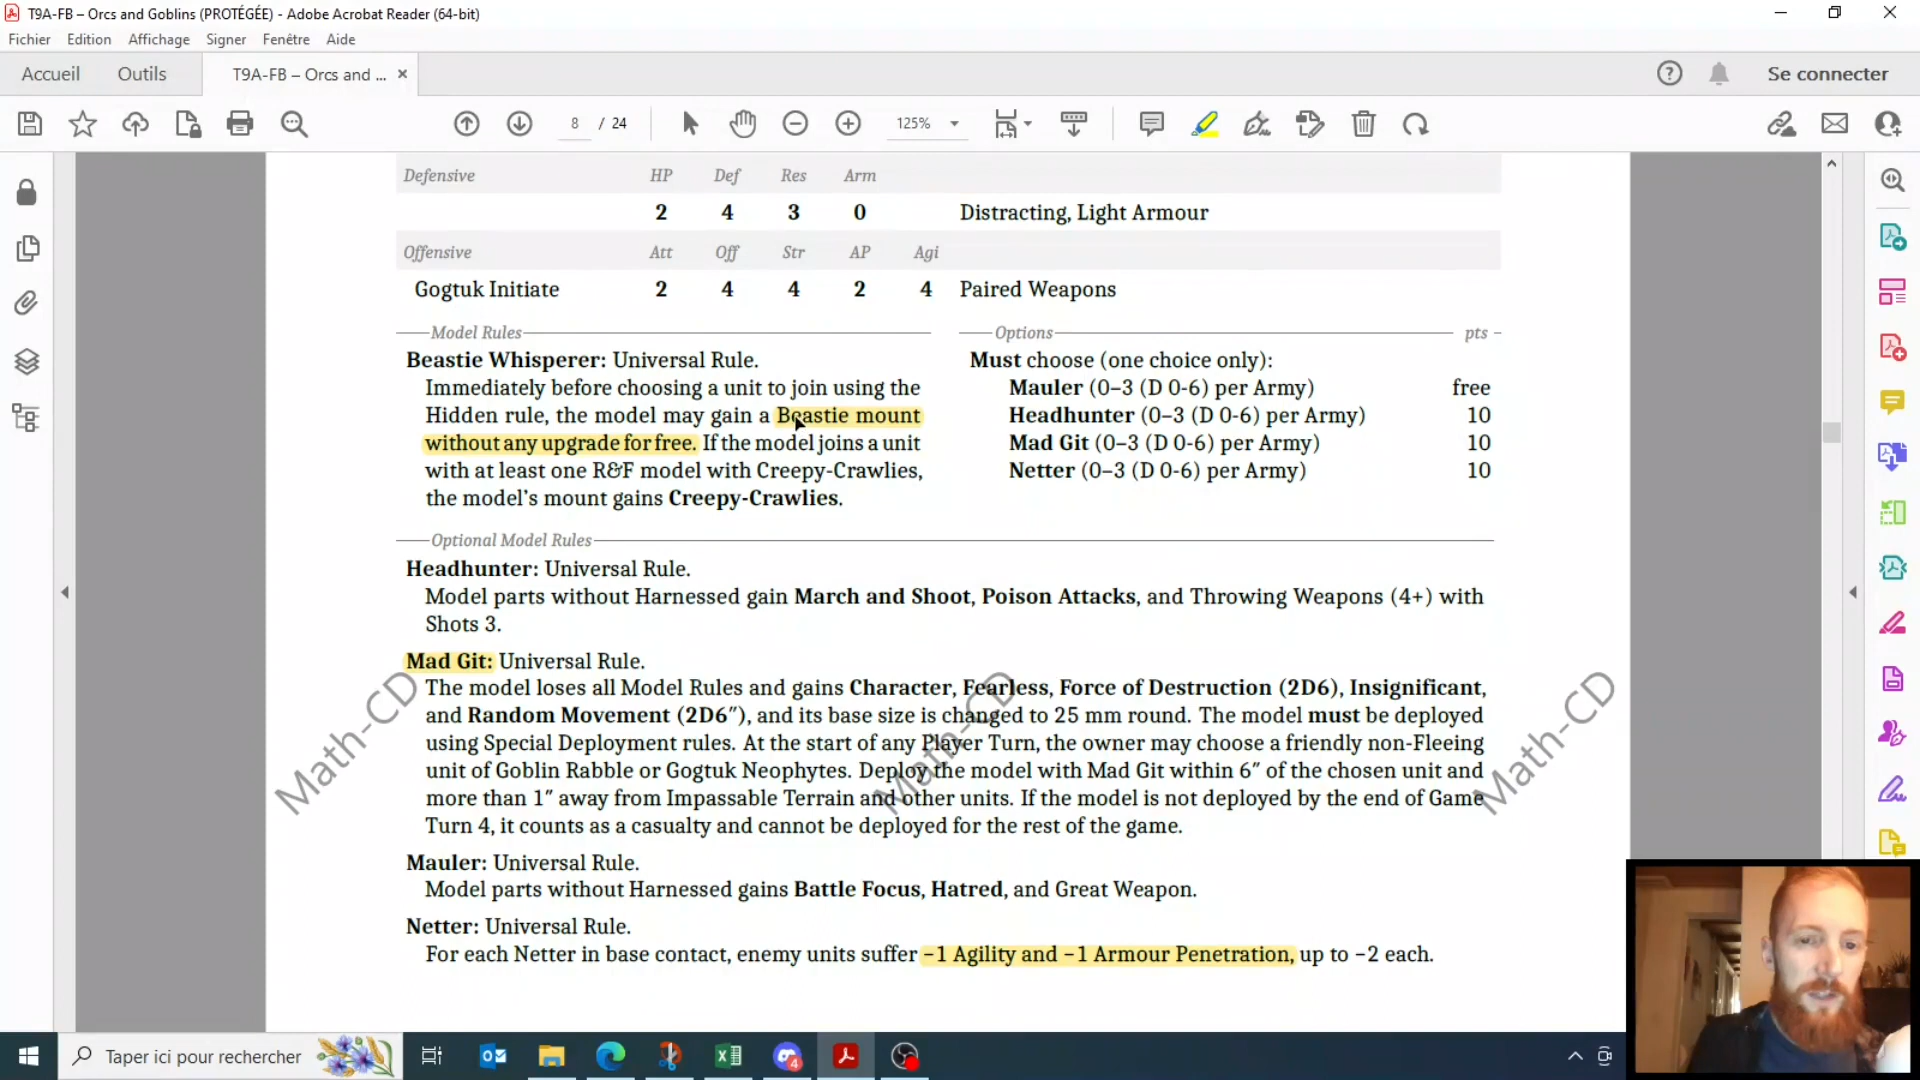 T9A-FB – Orcs and Goblins (PROTÉGÉE) - Adobe Acrobat Reader (64-bit)
Fichier Edition Affichage Signer Fenêtre Aide
Accueil Outils T9A-FB – Orcs and ... × Se connecter
8 / 24 125%
Defensive HP Def Res Arm
2 4 3 0 Distracting, Light Armour
Offensive Att Off Str AP Agi
Gogtuk Initiate 2 4 4 2 4 Paired Weapons
Model Rules
Beastie Whisperer: Universal Rule.
Immediately before choosing a unit to join using the
Hidden rule, the model may gain a Beastie mount
without any upgrade for free. If the model joins a unit
with at least one R&F model with Creepy-Crawlies,
the model's mount gains Creepy-Crawlies.
Options pts
Must choose (one choice only):
Mauler (0–3 (D 0-6) per Army) free
Headhunter (0–3 (D 0-6) per Army) 10
Mad Git (0–3 (D 0-6) per Army) 10
Netter (0–3 (D 0-6) per Army) 10
Optional Model Rules
Headhunter: Universal Rule.
Model parts without Harnessed gain March and Shoot, Poison Attacks, and Throwing Weapons (4+) with
Shots 3.
Mad Git: Universal Rule.
The model loses all Model Rules and gains Character, Fearless, Force of Destruction (2D6), Insignificant,
and Random Movement (2D6″), and its base size is changed to 25 mm round. The model must be deployed
using Special Deployment rules. At the start of any Player Turn, the owner may choose a friendly non-Fleeing
unit of Goblin Rabble or Gogtuk Neophytes. Deploy the model with Mad Git within 6″ of the chosen unit and
more than 1″ away from Impassable Terrain and other units. If the model is not deployed by the end of Game
Turn 4, it counts as a casualty and cannot be deployed for the rest of the game.
Mauler: Universal Rule.
Model parts without Harnessed gains Battle Focus, Hatred, and Great Weapon.
Netter: Universal Rule.
For each Netter in base contact, enemy units suffer −1 Agility and −1 Armour Penetration, up to −2 each.
Math-CD
Math-CD
Math-CD
Taper ici pour rechercher
4